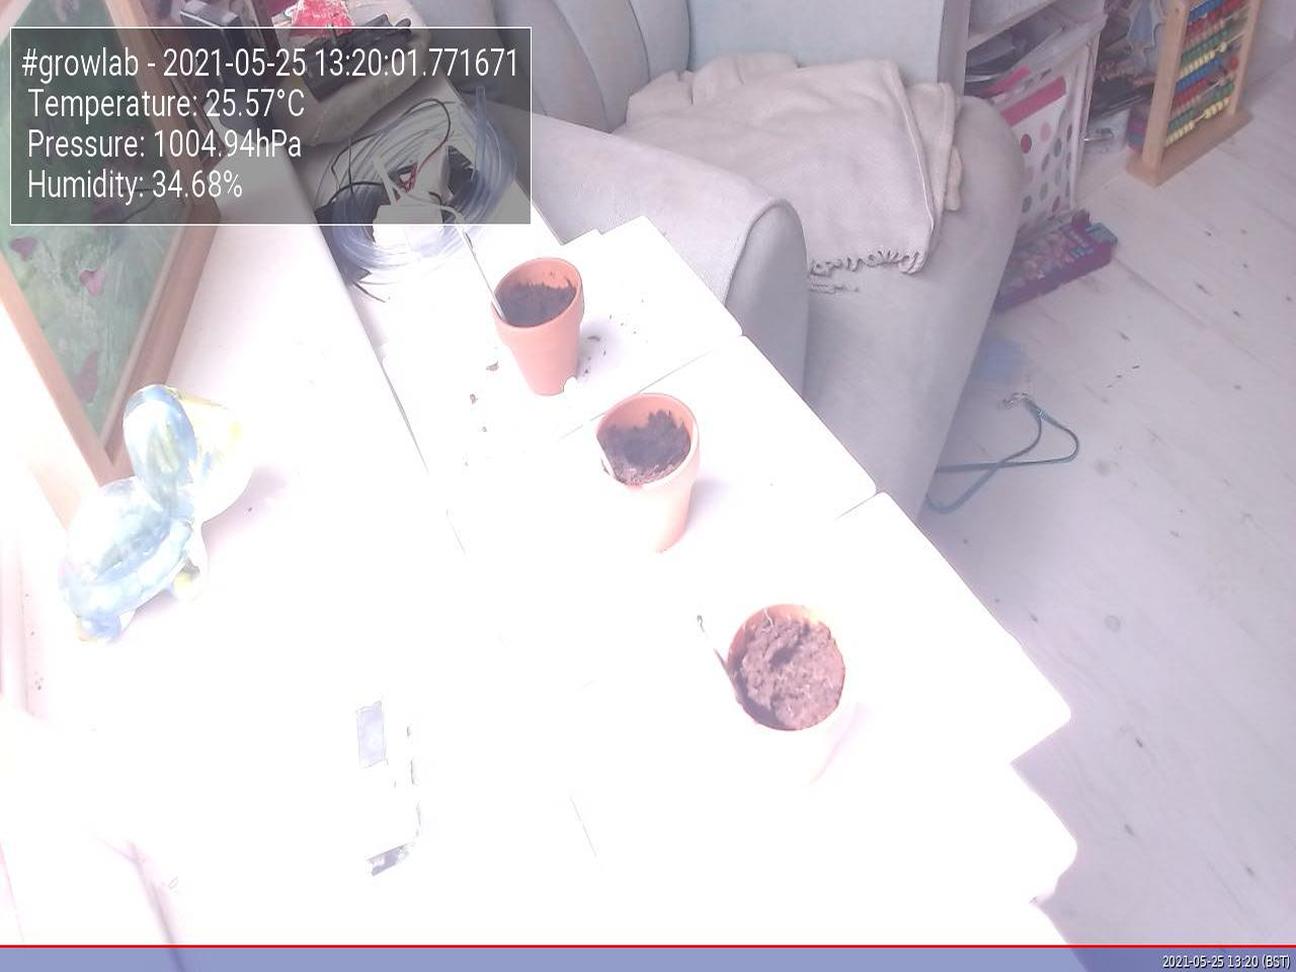 #growlab - 2021-05-25 13:20:01.771671
Temperature: 25.57°C
Pressure: 1004.94hPa
Humidity: 34.68%
2021-05-25 13:20 (BST)